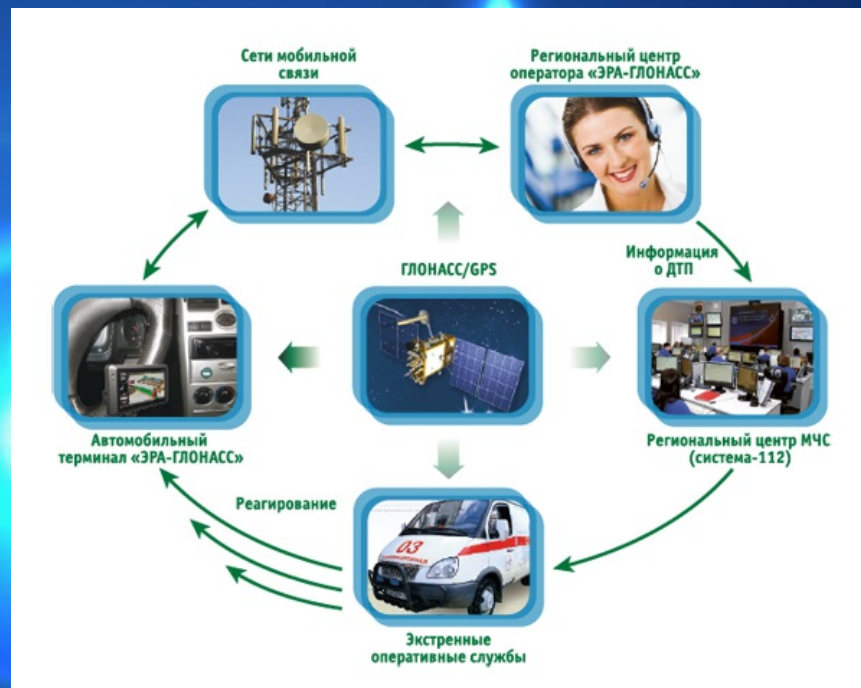 Сети мобильной
связи
Региональный центр
оператора «ЭРА-ГЛОНАСС»
Информация
о ДТП
ГЛОНАСС/GPS
Автомобильный
терминал «ЭРА-ГЛОНАСС»
Региональный центр МЧС
(система-112)
Реагирование
03
Экстренные
оперативные службы